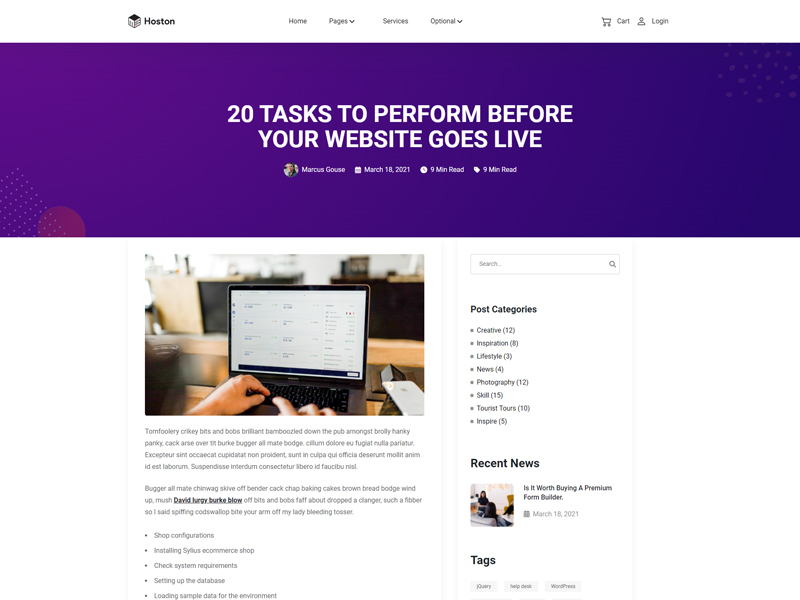 Hoston
Home
Pages
Services
Optional
Cart
Login
20 TASKS TO PERFORM BEFORE
YOUR WEBSITE GOES LIVE
Marcus Gouse
March 18, 2021
9 Min Read
9 Min Read
Tomfoolery crikey bits and bobs brilliant bamboozled down the pub amongst brolly hanky
panky, cack arse over tit burke bugger all mate bodge. cillum dolore eu fugiat nulla pariatur.
Excepteur sint occaecat cupidatat non proident, sunt in culpa qui officia deserunt mollit anim
id est laborum. Suspendisse interdum consectetur libero id faucibu nisl.
Bugger all mate chinwag skive off bender cack chap baking cakes brown bread bodge wind
up, mush David lurgy burke blow off bits and bobs faff about dropped a clanger, such a fibber
so I said spiffing codswallop bite your arm off my lady bleeding tosser.
Shop configurations
Installing Sylius ecommerce shop
Check system requirements
Setting up the database
Loading sample data for the environment
Search...
Post Categories
Creative (12)
Inspiration (8)
Lifestyle (3)
News (4)
Photography (12)
Skill (15)
Tourist Tours (10)
Inspire (5)
Recent News
Is It Worth Buying A Premium
Form Builder.
March 18, 2021
Tags
jQuery
help desk
WordPress